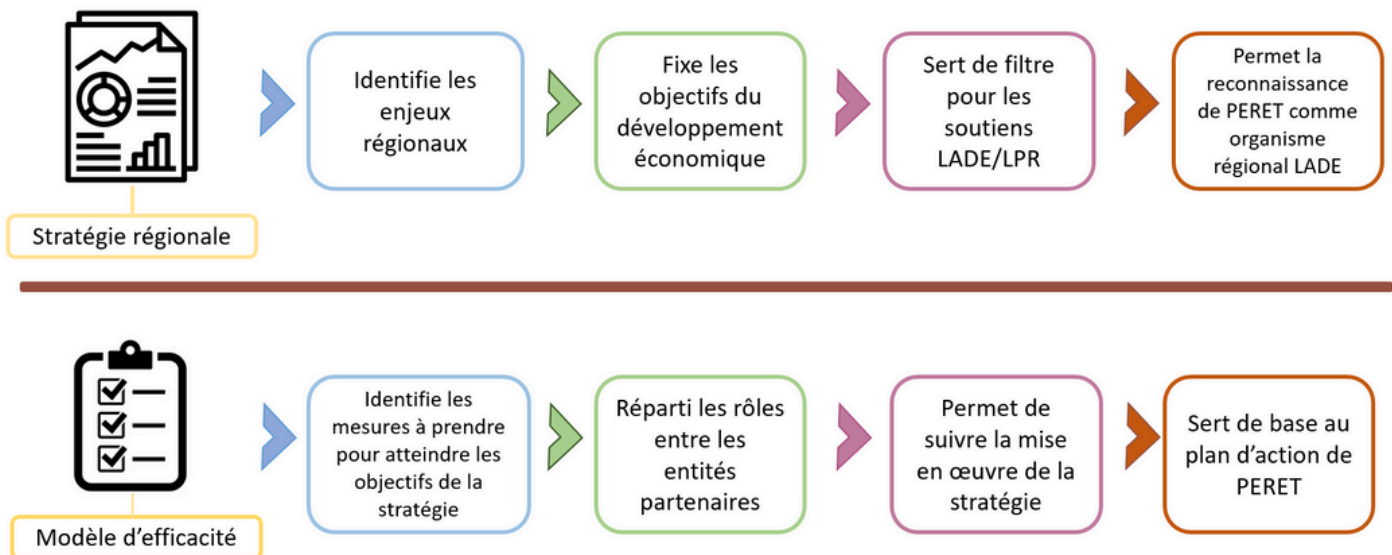 Identifie les
enjeux
régionaux
Fixe les
objectifs du
développement
économique
Sert de filtre
pour les
soutiens
LADE/LPR
Permet la
reconnaissance
de PERET comme
organisme
régional LADE
Stratégie régionale
Identifie les
mesures à prendre
pour atteindre les
objectifs de la
stratégie
Réparti les rôles
entre les
entités
partenaires
Permet de
suivre la mise
en œuvre de la
stratégie
Sert de base au
plan d’action de
PERET
Modèle d’efficacité